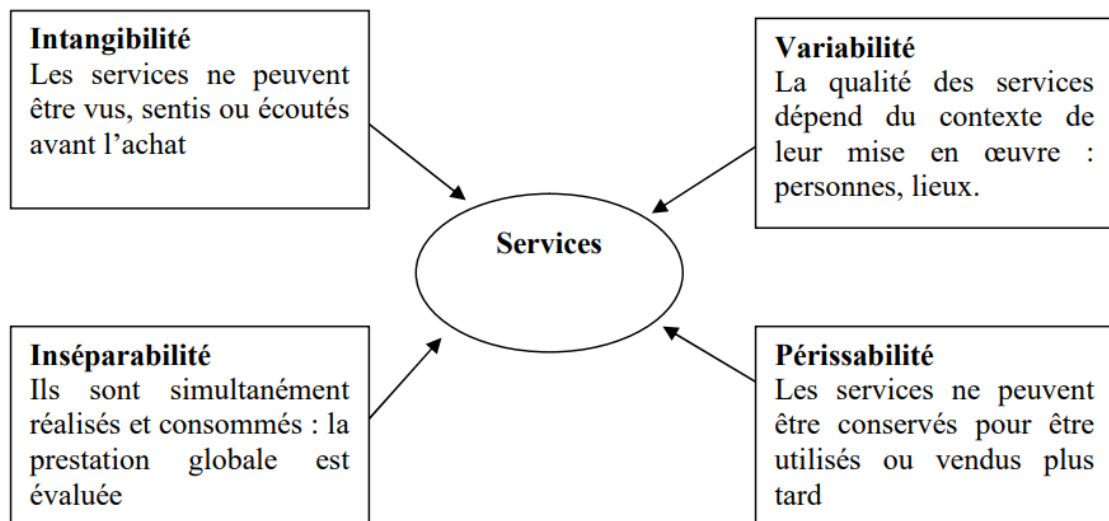 Intangibilité
Les services ne peuvent
être vus, sentis ou écoutés
avant l'achat
Variabilité
La qualité des services
dépend du contexte de
leur mise en œuvre :
personnes, lieux.
Services
Inséparabilité
Ils sont simultanément
réalisés et consommés : la
prestation globale est
évaluée
Périssabilité
Les services ne peuvent
être conservés pour être
utilisés ou vendus plus
tard